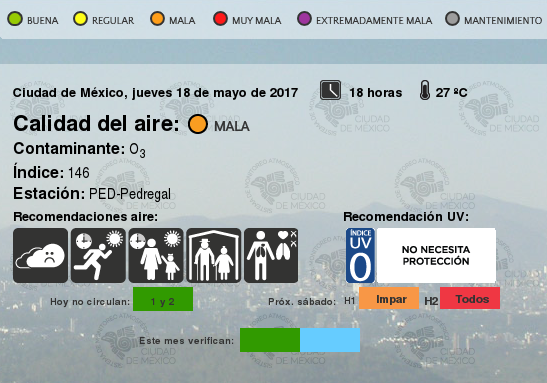 BUENA REGULAR MALA MUY MALA EXTREMADAMENTE MALA MANTENIMIENTO
Ciudad de México, jueves 18 de mayo de 2017 18 horas 27 ºC
Calidad del aire: MALA
Contaminante: O3
Índice: 146
Estación: PED-Pedregal
Recomendaciones aire: Recomendación UV:
ÍNDICE
UV
0
NO NECESITA
PROTECCIÓN
Hoy no circulan: 1 y 2 Próx. sábado: H1 Impar H2 Todos
Este mes verifican: